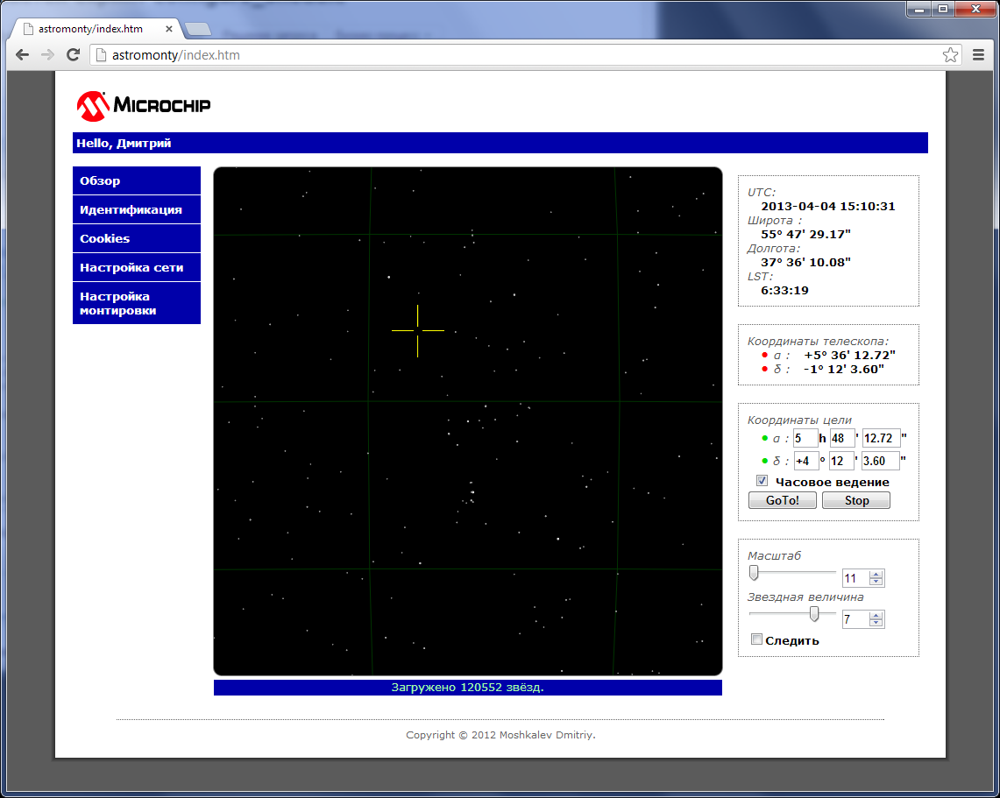 astromonty/index.htm
astromonty/index.htm
MICROCHIP
Hello, Дмитрий
Обзор
Идентификация
Cookies
Настройка сети
Настройка
монтировки
UTC:
2013-04-04 15:10:31
Широта :
55° 47' 29.17"
Долгота:
37° 36' 10.08"
LST:
6:33:19
Координаты телескопа:
α : +5° 36' 12.72"
δ : -1° 12' 3.60"
Координаты цели
α : 5 h 48 ' 12.72 "
δ : +4 ° 12 ' 3.60 "
Часовое ведение
GoTo! Stop
Масштаб
11
Звездная величина
7
Следить
Загружено 120552 звёзд.
Copyright © 2012 Moshkalev Dmitriy.